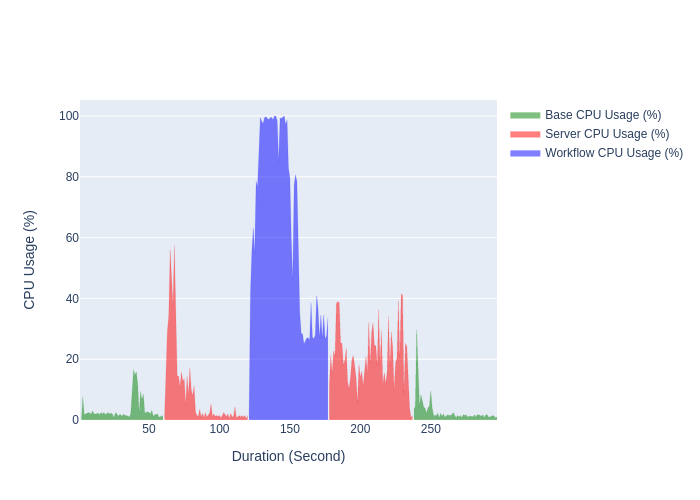 100
80
60
40
20
0
CPU Usage (%)
50
100
150
200
250
Duration (Second)
Base CPU Usage (%)
Server CPU Usage (%)
Workflow CPU Usage (%)